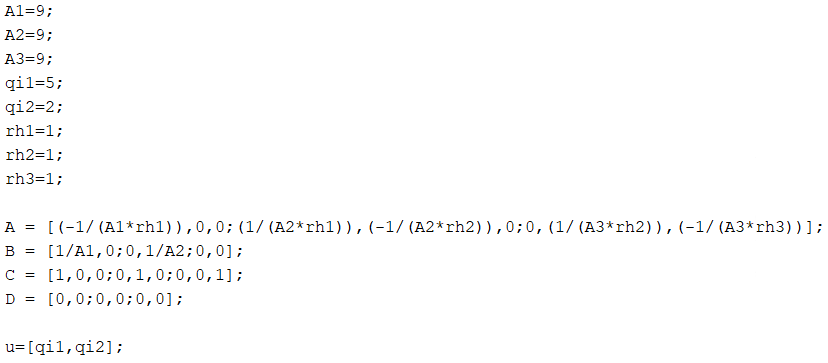 A1=9;
A2=9;
A3=9;
qi1=5;
qi2=2;
rh1=1;
rh2=1;
rh3=1;
A = [(-1/(A1*rh1)),0,0;(1/(A2*rh1)),(-1/(A2*rh2)),0;0,(1/(A3*rh2)),(-1/(A3*rh3))];
B = [1/A1,0;0,1/A2;0,0];
C = [1,0,0;0,1,0;0,0,1];
D = [0,0;0,0;0,0];
u=[qi1,qi2];